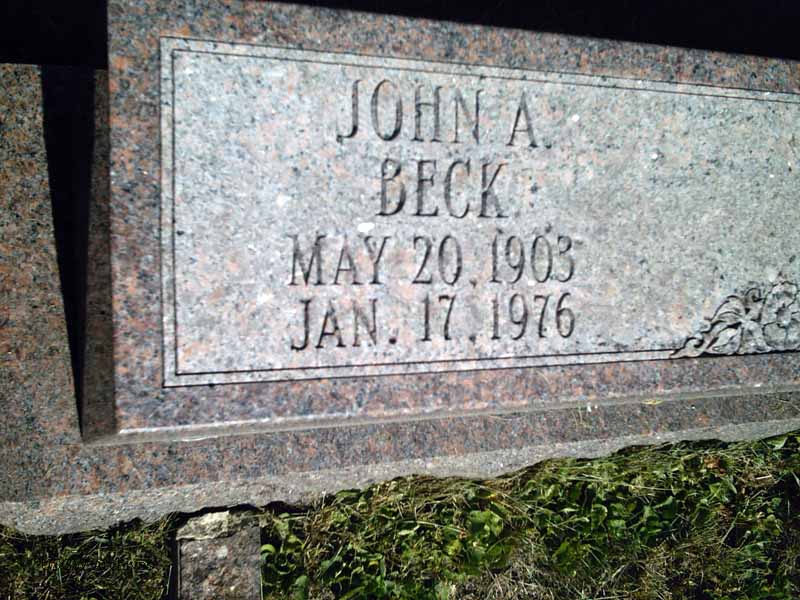 JOHN A.
BECK
MAY 20, 1903
JAN. 17, 1976